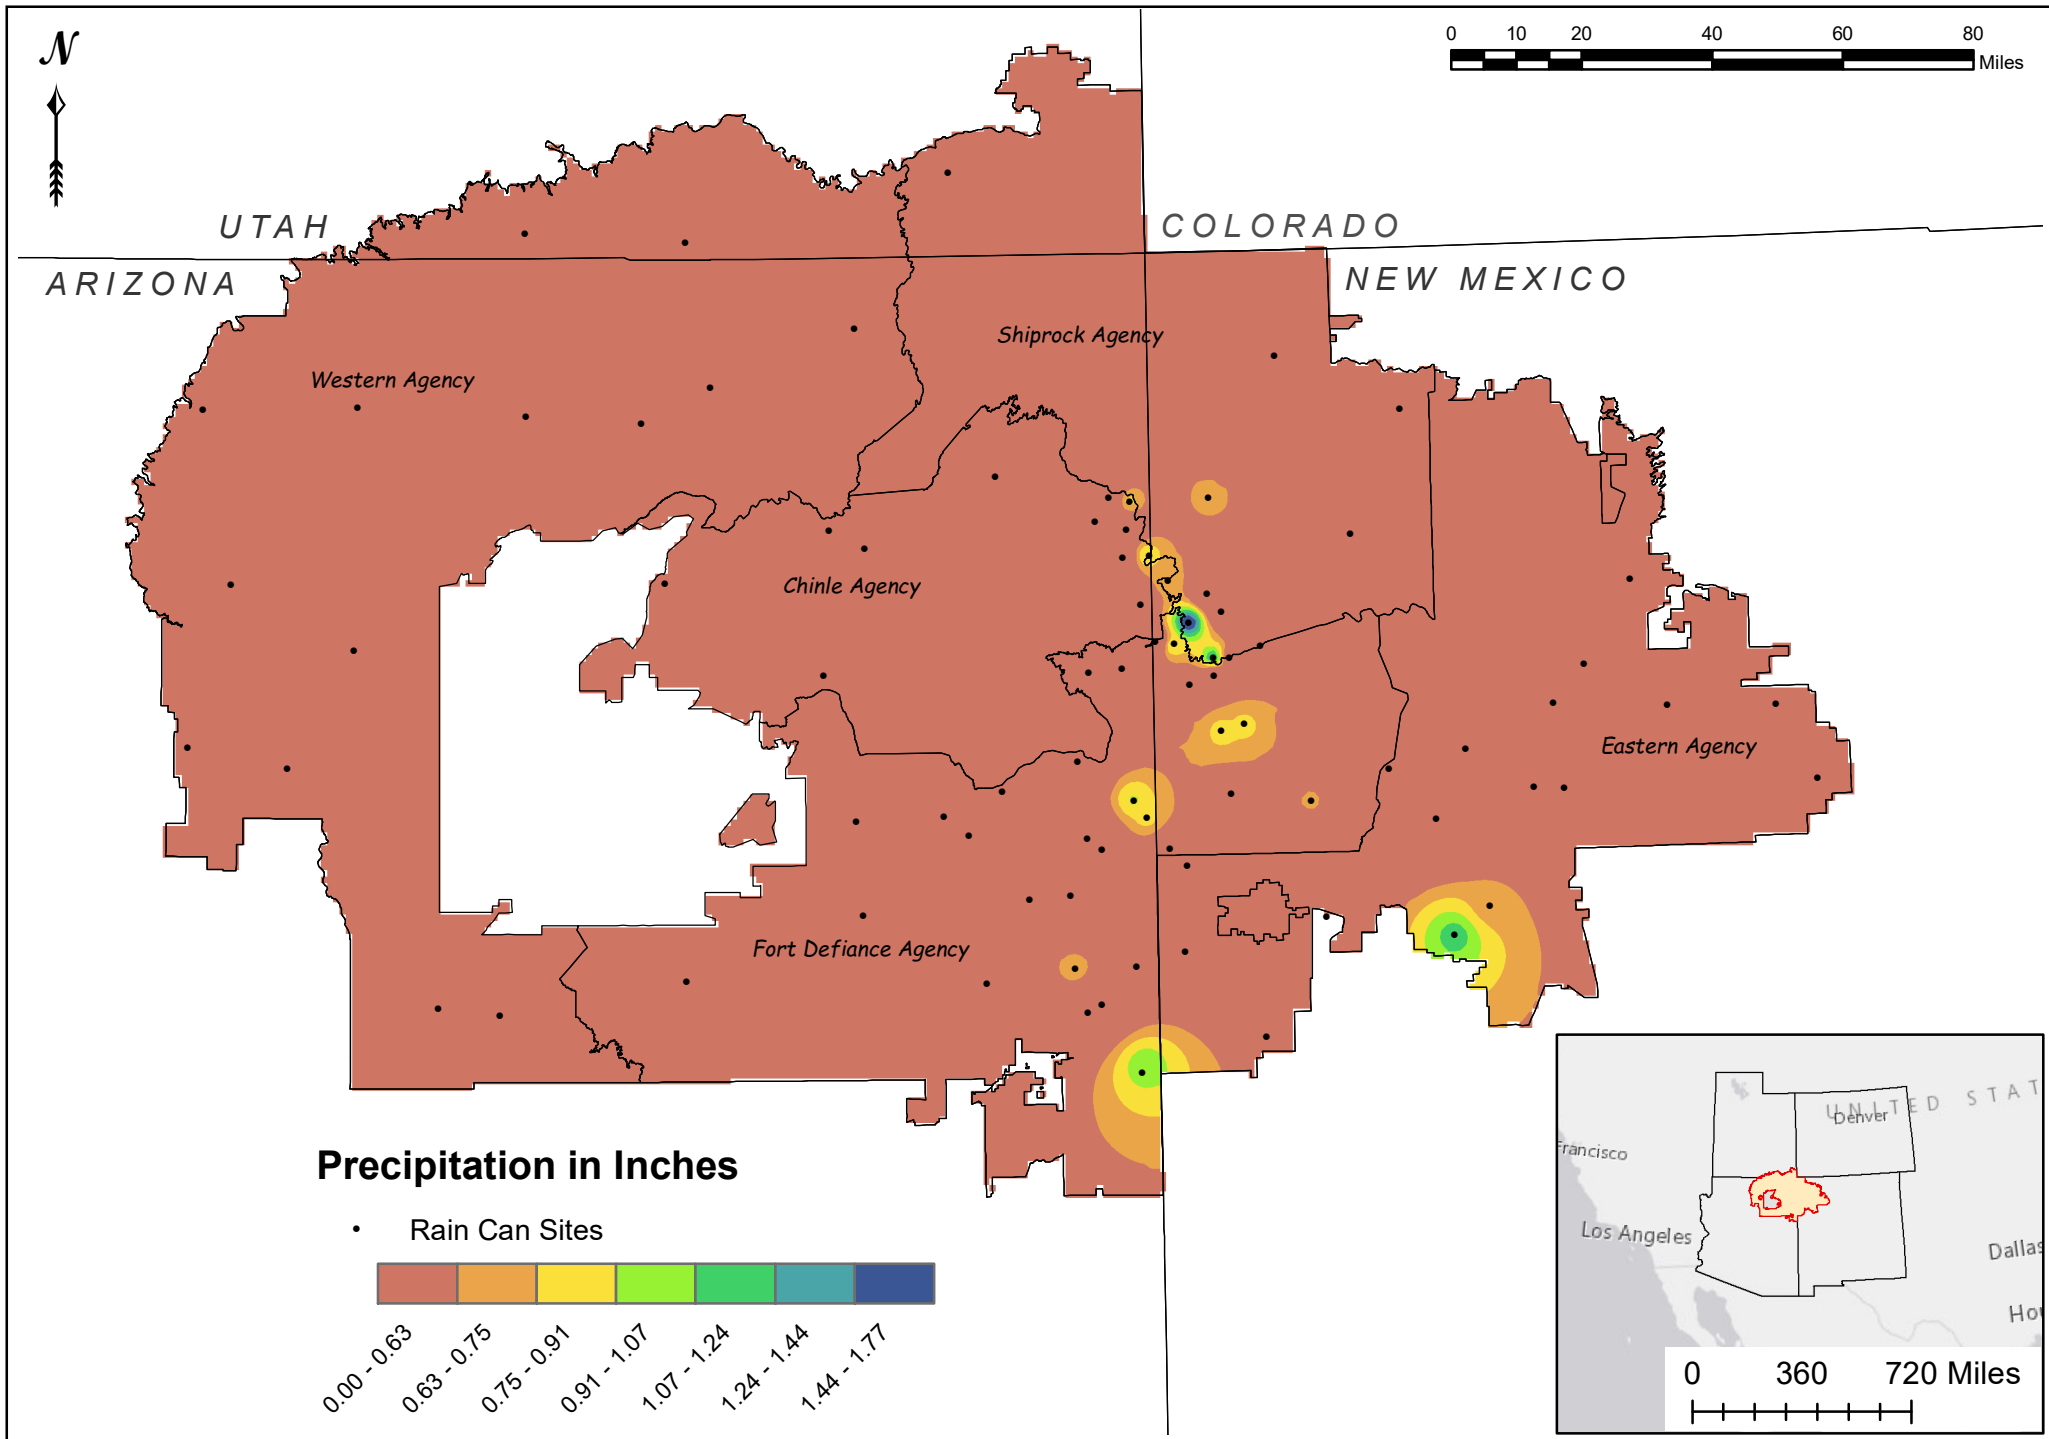 N
0 10 20 40 60 80
Miles
UTAH
COLORADO
ARIZONA
NEW MEXICO
Shiprock Agency
Western Agency
Chinle Agency
Eastern Agency
Fort Defiance Agency
Precipitation in Inches
Rain Can Sites
0.00 - 0.63
0.63 - 0.75
0.75 - 0.91
0.91 - 1.07
1.07 - 1.24
1.24 - 1.44
1.44 - 1.77
UNITED STAT
Denver
Francisco
Los Angeles
Dallas
Hou
0 360 720 Miles